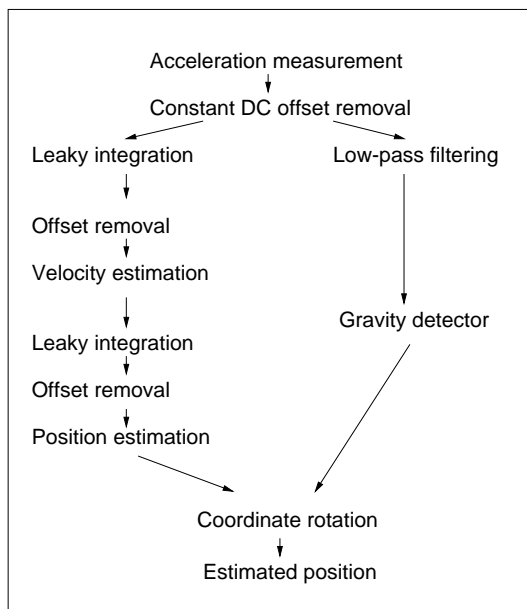 Acceleration measurement
Constant DC offset removal
Leaky integration
Low-pass filtering
Offset removal
Velocity estimation
Gravity detector
Leaky integration
Offset removal
Position estimation
Coordinate rotation
Estimated position